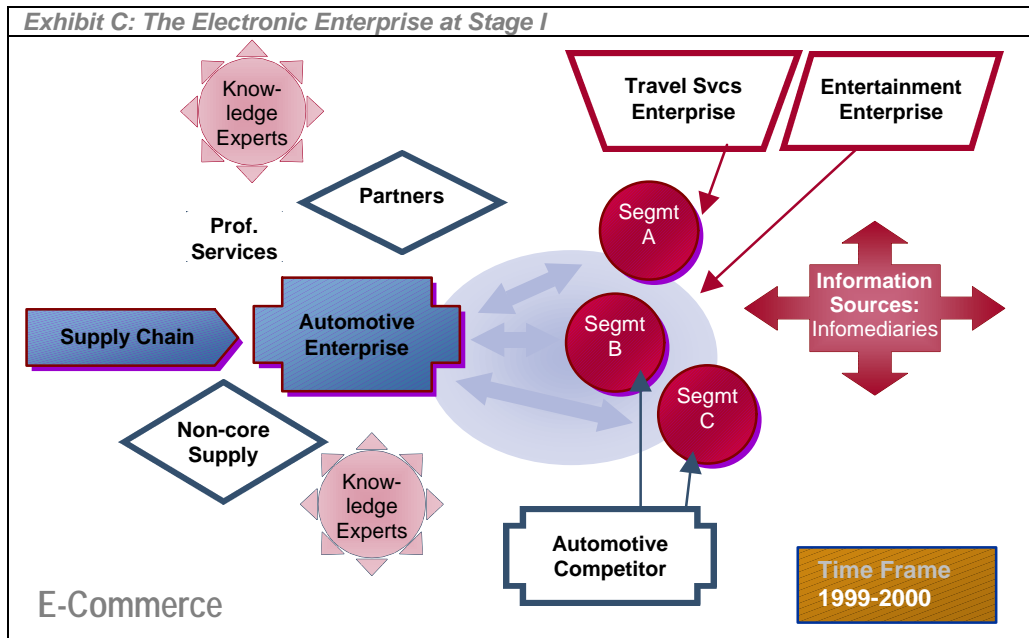 Exhibit C: The Electronic Enterprise at Stage I
Know-
ledge
Experts
Travel Svcs
Enterprise
Entertainment
Enterprise
Partners
Prof.
Services
Segmt
A
Information
Sources:
Infomediaries
Supply Chain
Automotive
Enterprise
Segmt
B
Segmt
C
Non-core
Supply
Know-
ledge
Experts
Automotive
Competitor
Time Frame
1999-2000
E-Commerce